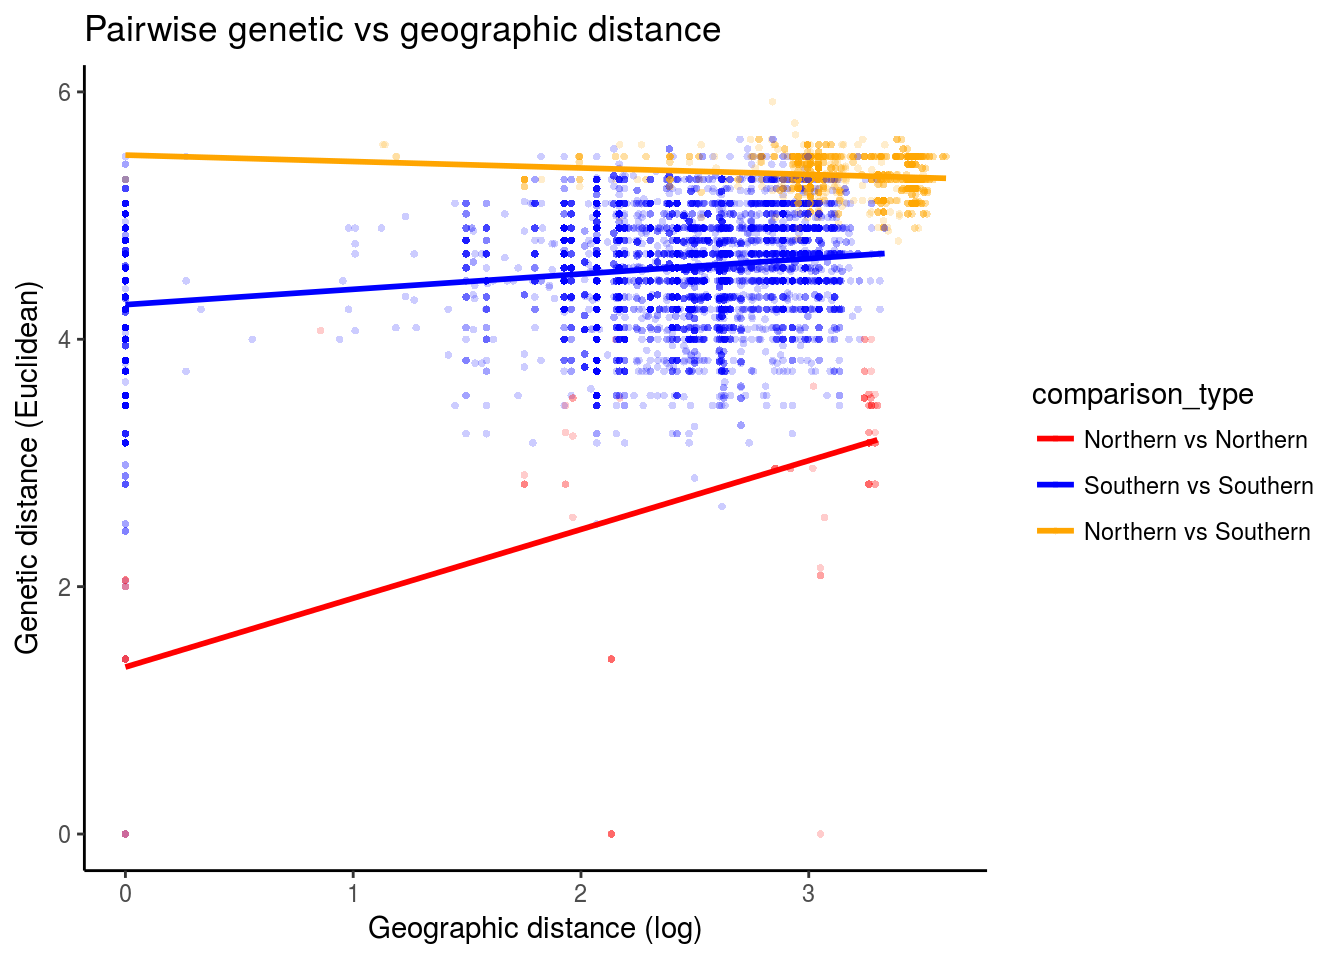 Pairwise genetic vs geographic distance
6
4
2
0
Genetic distance (Euclidean)
0 1 2 3
Geographic distance (log)
comparison_type
Northern vs Northern
Southern vs Southern
Northern vs Southern